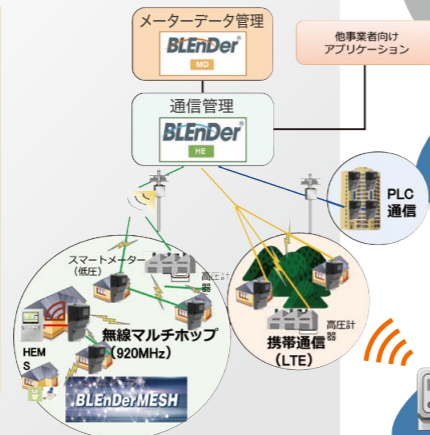 メーターデータ管理
BLEnDer®
MD
他事業者向け
アプリケーション
通信管理
BLEnDer®
HE
PLC
通信
スマートメーター
（低圧）
高圧計
器
無線マルチホップ
（920MHz）
HEM
S
BLEnDerMESH
高圧計
器
携帯通信
（LTE）